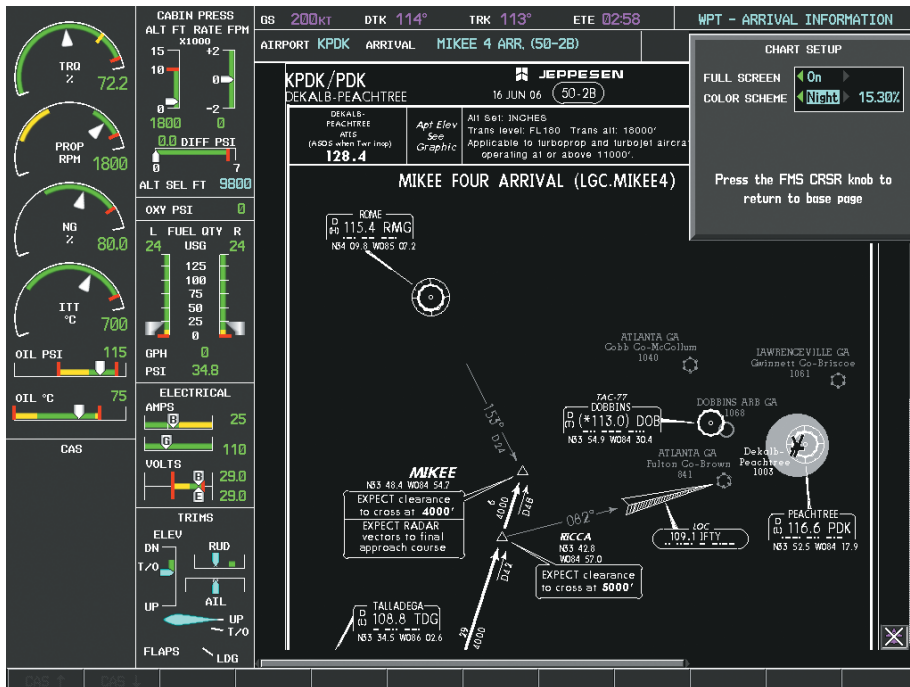 GS 200KT DTK 114° TRK 113° ETE 02:58
WPT – ARRIVAL INFORMATION
AIRPORT KPDK ARRIVAL MIKEE 4 ARR. (50-2B)
TRQ
%
72.2
PROP
RPM
1800
NG
%
80.0
ITT
°C
700
OIL PSI 115
OIL °C 75
CAS
CABIN PRESS
ALT FT RATE FPM
X1000
15 +2
10 0
0 -2
1800 0
0.0 DIFF PSI
0 7
ALT SEL FT 9800
OXY PSI 0
L FUEL QTY R
24 USG 24
125
100
75
50
25
0
GPH 0
PSI 34.8
ELECTRICAL
AMPS
B 25
G 110
VOLTS
B 29.0
E 29.0
TRIMS
ELEV
DN
RUD
T/O
UP
AIL
UP
T/O
FLAPS
LDG
KPDK/PDK
DEKALB-PEACHTREE
JEPPESEN
16 JUN 06 50-2B
DEKALB-
PEACHTREE
ATIS
(ASOS when Twr inop)
128.4
Apt Elev
See
Graphic
Alt Set: INCHES
Trans level: FL180 Trans alt: 18000'
Applicable to turboprop and turbojet aircra
operating at or above 11000'.
CHART SETUP
FULL SCREEN On
COLOR SCHEME Night 15.30%
Press the FMS CRSR knob to
return to base page
MIKEE FOUR ARRIVAL (LGC.MIKEE4)
ROME
D
(H) 115.4 RMG
N34 09.8 W085 07.2
ATLANTA GA
Cobb Co-McCollum
1040
LAWRENCEVILLE GA
Gwinnett Co-Briscoe
1061
153°
D24
TAC-77
DOBBINS
(*113.0) DOB
N33 54.9 W084 30.4
DOBBINS ARB GA
1068
ATLANTA GA
Fulton Co-Brown
841
Dekalb-
Peachtree
1003
MIKEE
N33 48.4 W084 54.7
EXPECT clearance
to cross at 4000'
EXPECT RADAR
vectors to final
approach course
6
4000
D48
082°
RICCA
N33 42.8
W084 57.0
EXPECT clearance
to cross at 5000'
LOC
109.1 IFTY
PEACHTREE
D
(L) 116.6 PDK
N33 52.5 W084 17.9
D42
29
4000
TALLADEGA
D
(L) 108.8 TDG
N33 34.5 W086 02.6
CAS ↑ CAS ↓